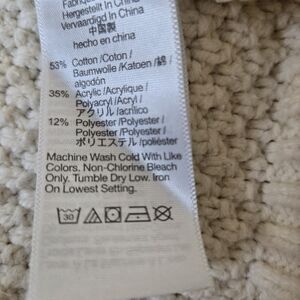 Hergestellt In China
Vervaardigd In China
中国製
hecho en china
53% Cotton /Coton /
Baumwolle /Katoen /綿 /
algodón
35% Acrylic /Acrylique /
Polyacryl /Acryl /
アクリル /acrílico
12% Polyester /Polyester /
Polyester /Polyester /
ポリエステル /poliéster
Machine Wash Cold With Like
Colors. Non-Chlorine Bleach
Only. Tumble Dry Low. Iron
On Lowest Setting.
30